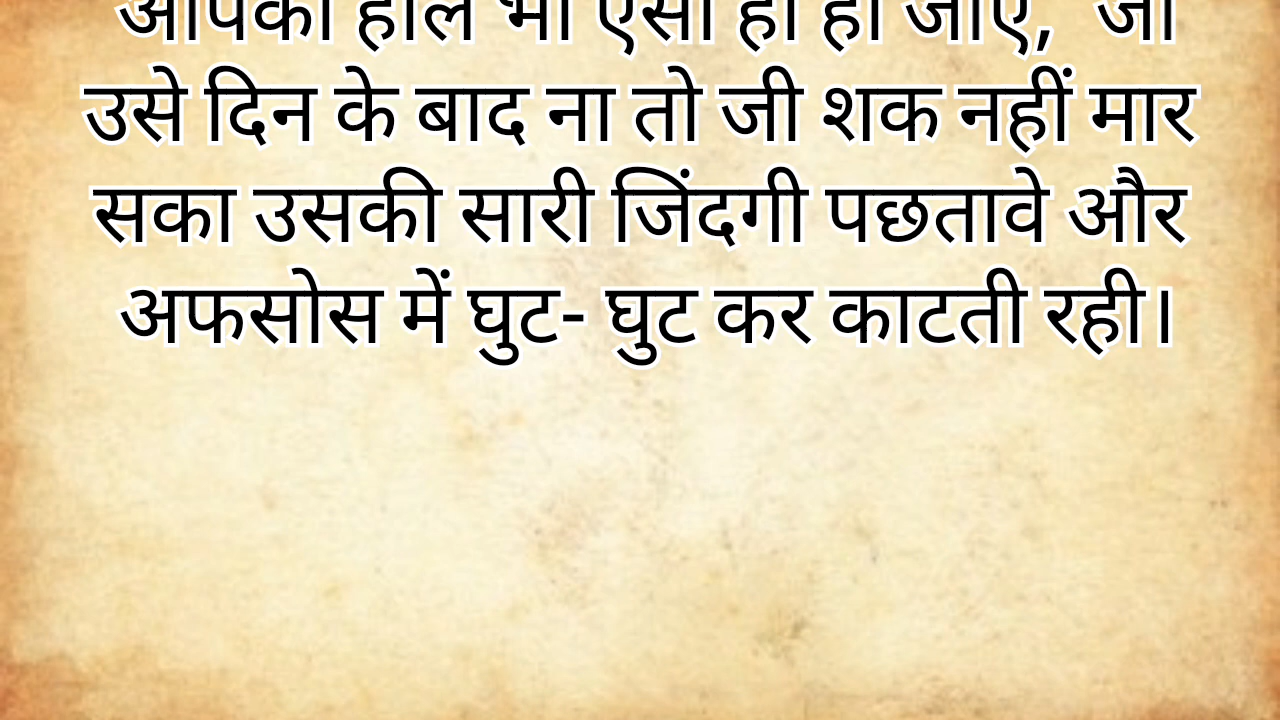 आपका हाल भी ऐसा ही हो जाए, जो
उसे दिन के बाद ना तो जी शक नहीं मार
सका उसकी सारी जिंदगी पछतावे और
अफसोस में घुट- घुट कर काटती रही।